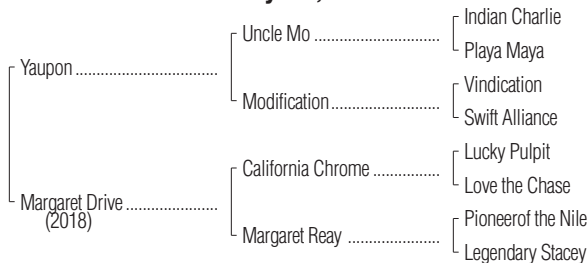 Indian Charlie
Uncle Mo ........................
Playa Maya
Yaupon ...................................
Vindication
Modification........................
Swift Alliance
Lucky Pulpit
California Chrome ...............
Love the Chase
Margaret Drive .......................
(2018)
Pioneerof the Nile
Margaret Reay .....................
Legendary Stacey